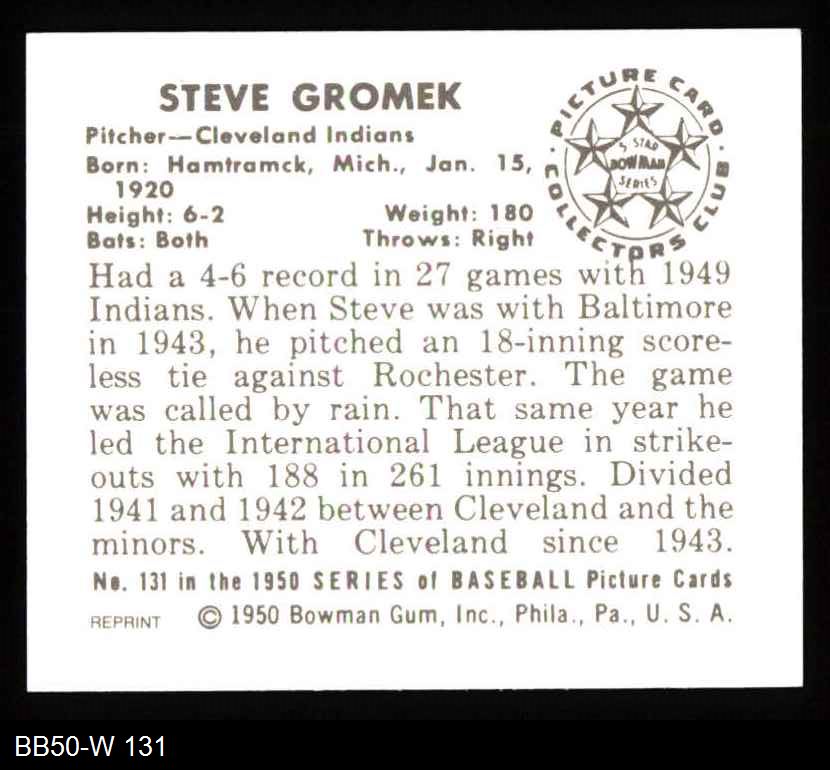 STEVE GROMEK
Pitcher—Cleveland Indians
Born: Hamtramck, Mich., Jan. 15,
1920
Height: 6-2 Weight: 180
Bats: Both Throws: Right
· PICTURE CARD ·
COLLECTORS CLUB
5 STAR
BOWMAN
SERIES
Had a 4-6 record in 27 games with 1949
Indians. When Steve was with Baltimore
in 1943, he pitched an 18-inning score-
less tie against Rochester. The game
was called by rain. That same year he
led the International League in strike-
outs with 188 in 261 innings. Divided
1941 and 1942 between Cleveland and the
minors. With Cleveland since 1943.
No. 131 in the 1950 SERIES of BASEBALL Picture Cards
REPRINT © 1950 Bowman Gum, Inc., Phila., Pa., U. S. A.
BB50-W 131